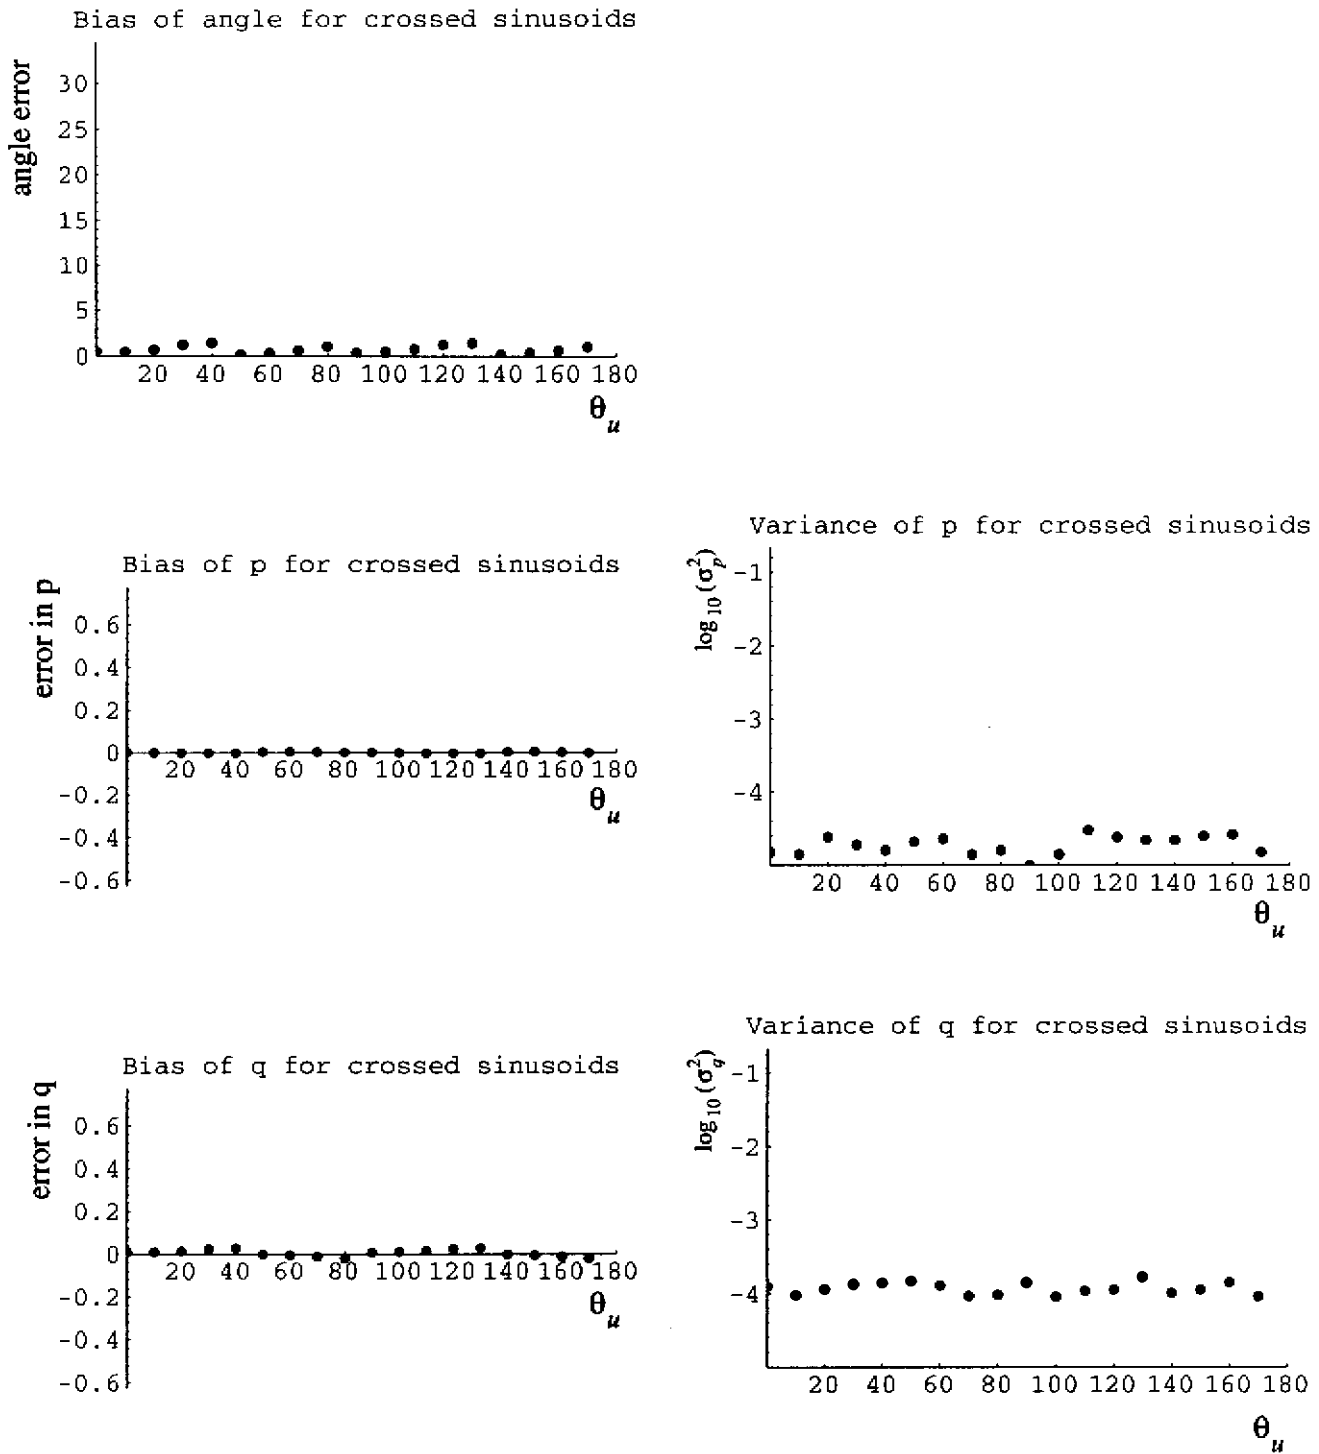 Bias of angle for crossed sinusoids
angle error
30
25
20
15
10
5
0
20 40 60 80 100 120 140 160 180
θu
Bias of p for crossed sinusoids
error in p
0.6
0.4
0.2
0
-0.2
-0.4
-0.6
20 40 60 80 100 120 140 160 180
θu
Variance of p for crossed sinusoids
log10(σp²)
-1
-2
-3
-4
20 40 60 80 100 120 140 160 180
θu
Bias of q for crossed sinusoids
error in q
0.6
0.4
0.2
0
-0.2
-0.4
-0.6
20 40 60 80 100 120 140 160 180
θu
Variance of q for crossed sinusoids
log10(σq²)
-1
-2
-3
-4
20 40 60 80 100 120 140 160 180
θu